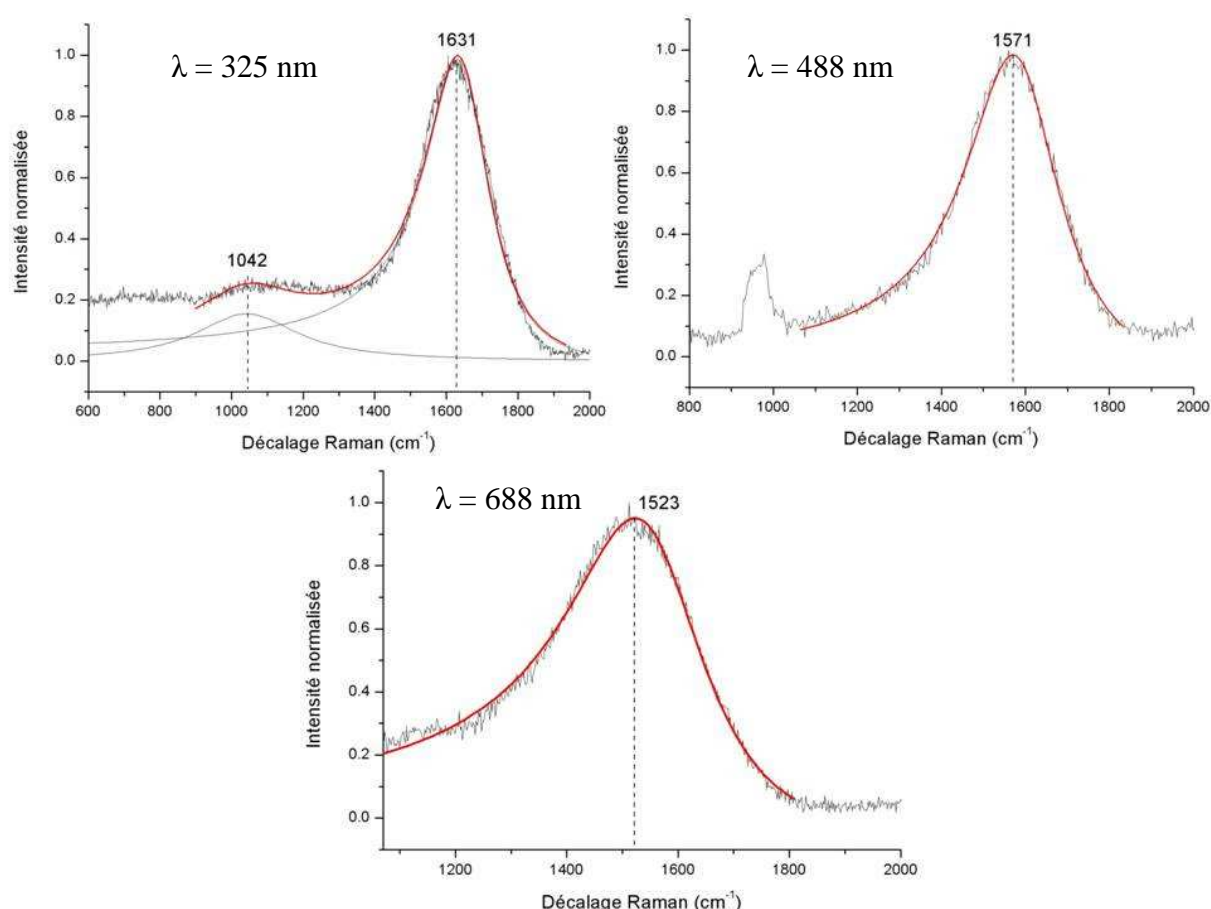 1631
λ = 325 nm
1042
Intensité normalisée
1.0
0.8
0.6
0.4
0.2
0.0
600 800 1000 1200 1400 1600 1800 2000
Décalage Raman (cm⁻¹)
1571
λ = 488 nm
Intensité normalisée
1.0
0.8
0.6
0.4
0.2
0.0
800 1000 1200 1400 1600 1800 2000
Décalage Raman (cm⁻¹)
λ = 688 nm
1523
Intensité normalisée
1.0
0.8
0.6
0.4
0.2
0.0
1200 1400 1600 1800 2000
Décalage Raman (cm⁻¹)